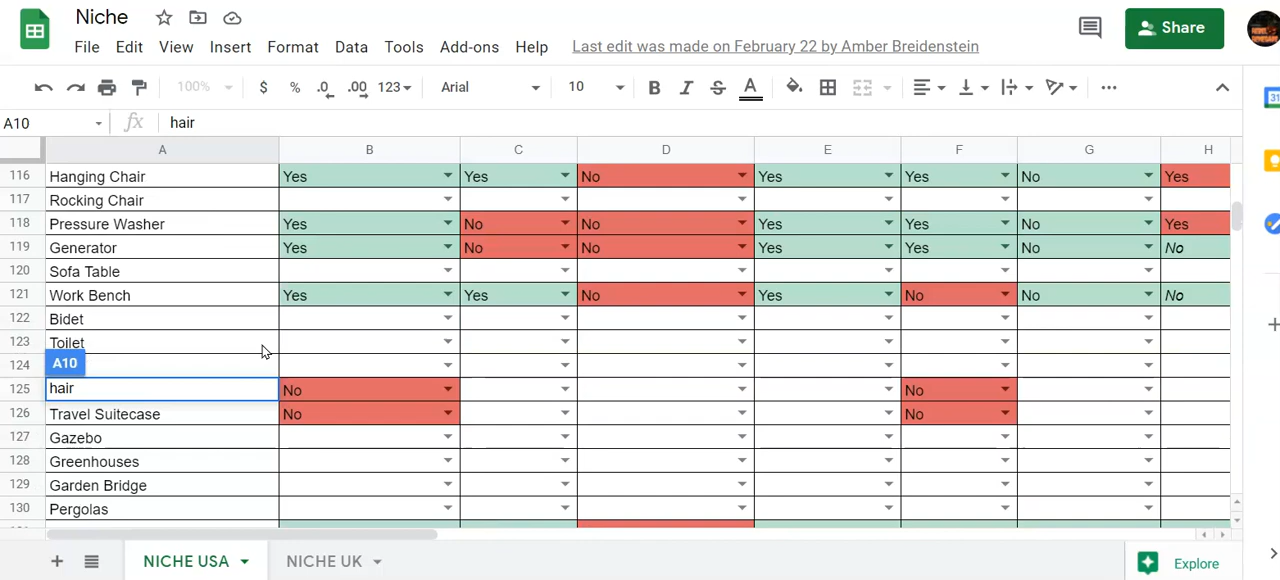 Niche
File Edit View Insert Format Data Tools Add-ons Help Last edit was made on February 22 by Amber Breidenstein
Share
100% $ % .0 .00 123 Arial 10 B I S A
A10 fx hair
A B C D E F G H
116 Hanging Chair Yes Yes No Yes Yes No Yes
117 Rocking Chair
118 Pressure Washer Yes No No Yes Yes No Yes
119 Generator Yes No No Yes Yes No No
120 Sofa Table
121 Work Bench Yes Yes No Yes No No No
122 Bidet
123 Toilet
124 A10
125 hair No No
126 Travel Suitecase No No
127 Gazebo
128 Greenhouses
129 Garden Bridge
130 Pergolas
NICHE USA NICHE UK Explore